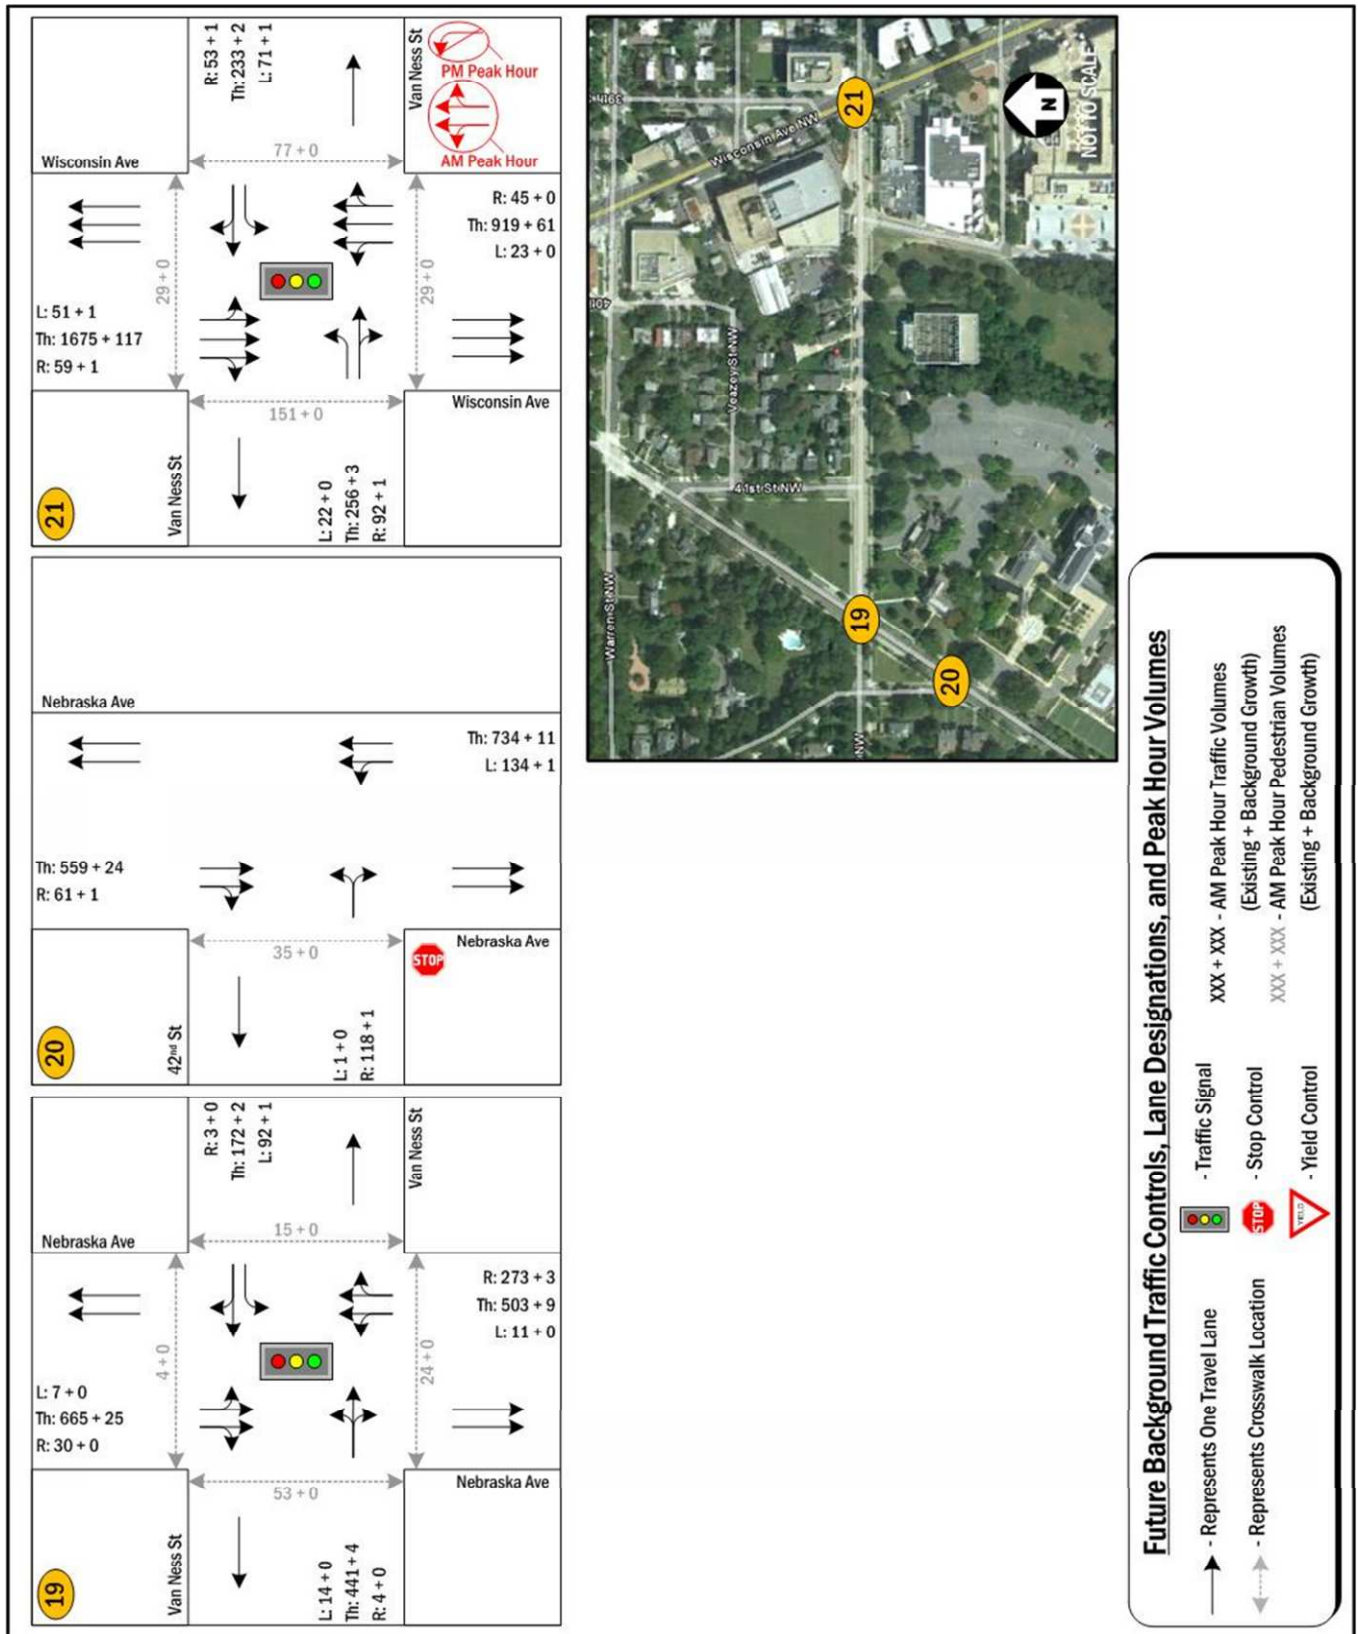 21
Wisconsin Ave
R: 53 + 1
Th: 233 + 2
L: 71 + 1
Van Ness St
PM Peak Hour
AM Peak Hour
77 + 0
R: 45 + 0
Th: 919 + 61
L: 23 + 0
29 + 0
29 + 0
L: 51 + 1
Th: 1675 + 117
R: 59 + 1
151 + 0
Wisconsin Ave
Van Ness St
L: 22 + 0
Th: 256 + 3
R: 92 + 1
20
Nebraska Ave
Th: 734 + 11
L: 134 + 1
Th: 559 + 24
R: 61 + 1
35 + 0
STOP
Nebraska Ave
42nd St
L: 1 + 0
R: 118 + 1
19
Nebraska Ave
R: 3 + 0
Th: 172 + 2
L: 92 + 1
Van Ness St
15 + 0
R: 273 + 3
Th: 503 + 9
L: 11 + 0
4 + 0
24 + 0
L: 7 + 0
Th: 665 + 25
R: 30 + 0
53 + 0
Nebraska Ave
Van Ness St
L: 14 + 0
Th: 441 + 4
R: 4 + 0
39th
21
Wisconsin Ave NW
N
NOT TO SCALE
40t
Veazey St NW
41st St NW
Warren St NW
19
20
NW
Future Background Traffic Controls, Lane Designations, and Peak Hour Volumes
- Represents One Travel Lane
- Represents Crosswalk Location
- Traffic Signal
STOP
- Stop Control
YIELD
- Yield Control
XXX + XXX - AM Peak Hour Traffic Volumes
(Existing + Background Growth)
XXX + XXX - AM Peak Hour Pedestrian Volumes
(Existing + Background Growth)